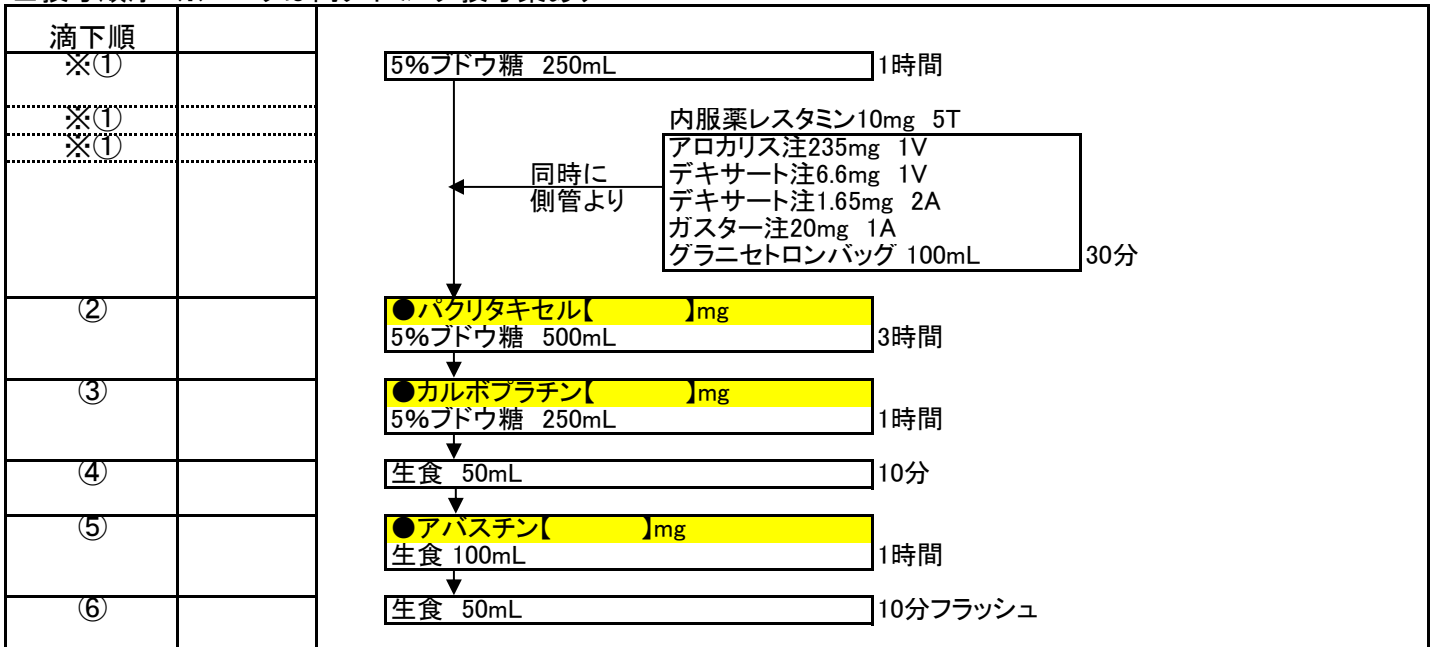 滴下順
※① 5%ブドウ糖 250mL 1時間
※① 内服薬レスタミン10mg 5T
※① アロカリス注235mg 1V
同時に デキサート注6.6mg 1V
側管より デキサート注1.65mg 2A
ガスター注20mg 1A
グラニセトロンバッグ 100mL 30分
② ●パクリタキセル【 】mg
5%ブドウ糖 500mL 3時間
③ ●カルボプラチン【 】mg
5%ブドウ糖 250mL 1時間
④ 生食 50mL 10分
⑤ ●アバスチン【 】mg
生食 100mL 1時間
⑥ 生食 50mL 10分フラッシュ